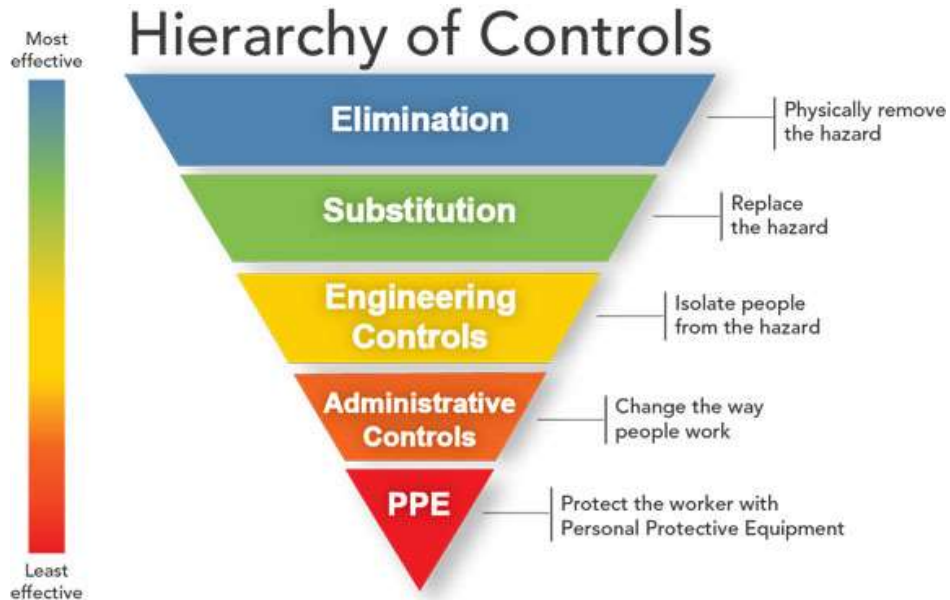 Hierarchy of Controls
Most
effective
Elimination
Physically remove
the hazard
Substitution
Replace
the hazard
Engineering
Controls
Isolate people
from the hazard
Administrative
Controls
Change the way
people work
PPE
Protect the worker with
Personal Protective Equipment
Least
effective